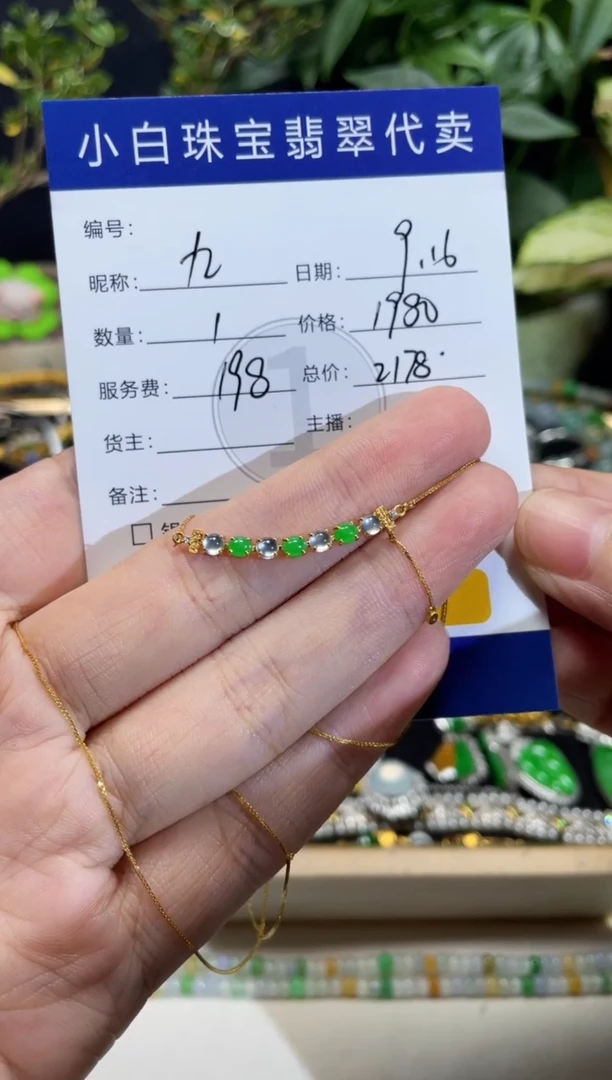 小白珠宝翡翠代卖
编号:
昵称: 九 日期: 9.16
数量: 1 价格: 1980
服务费: 198 总价: 2178
货主: 主播:
备注: